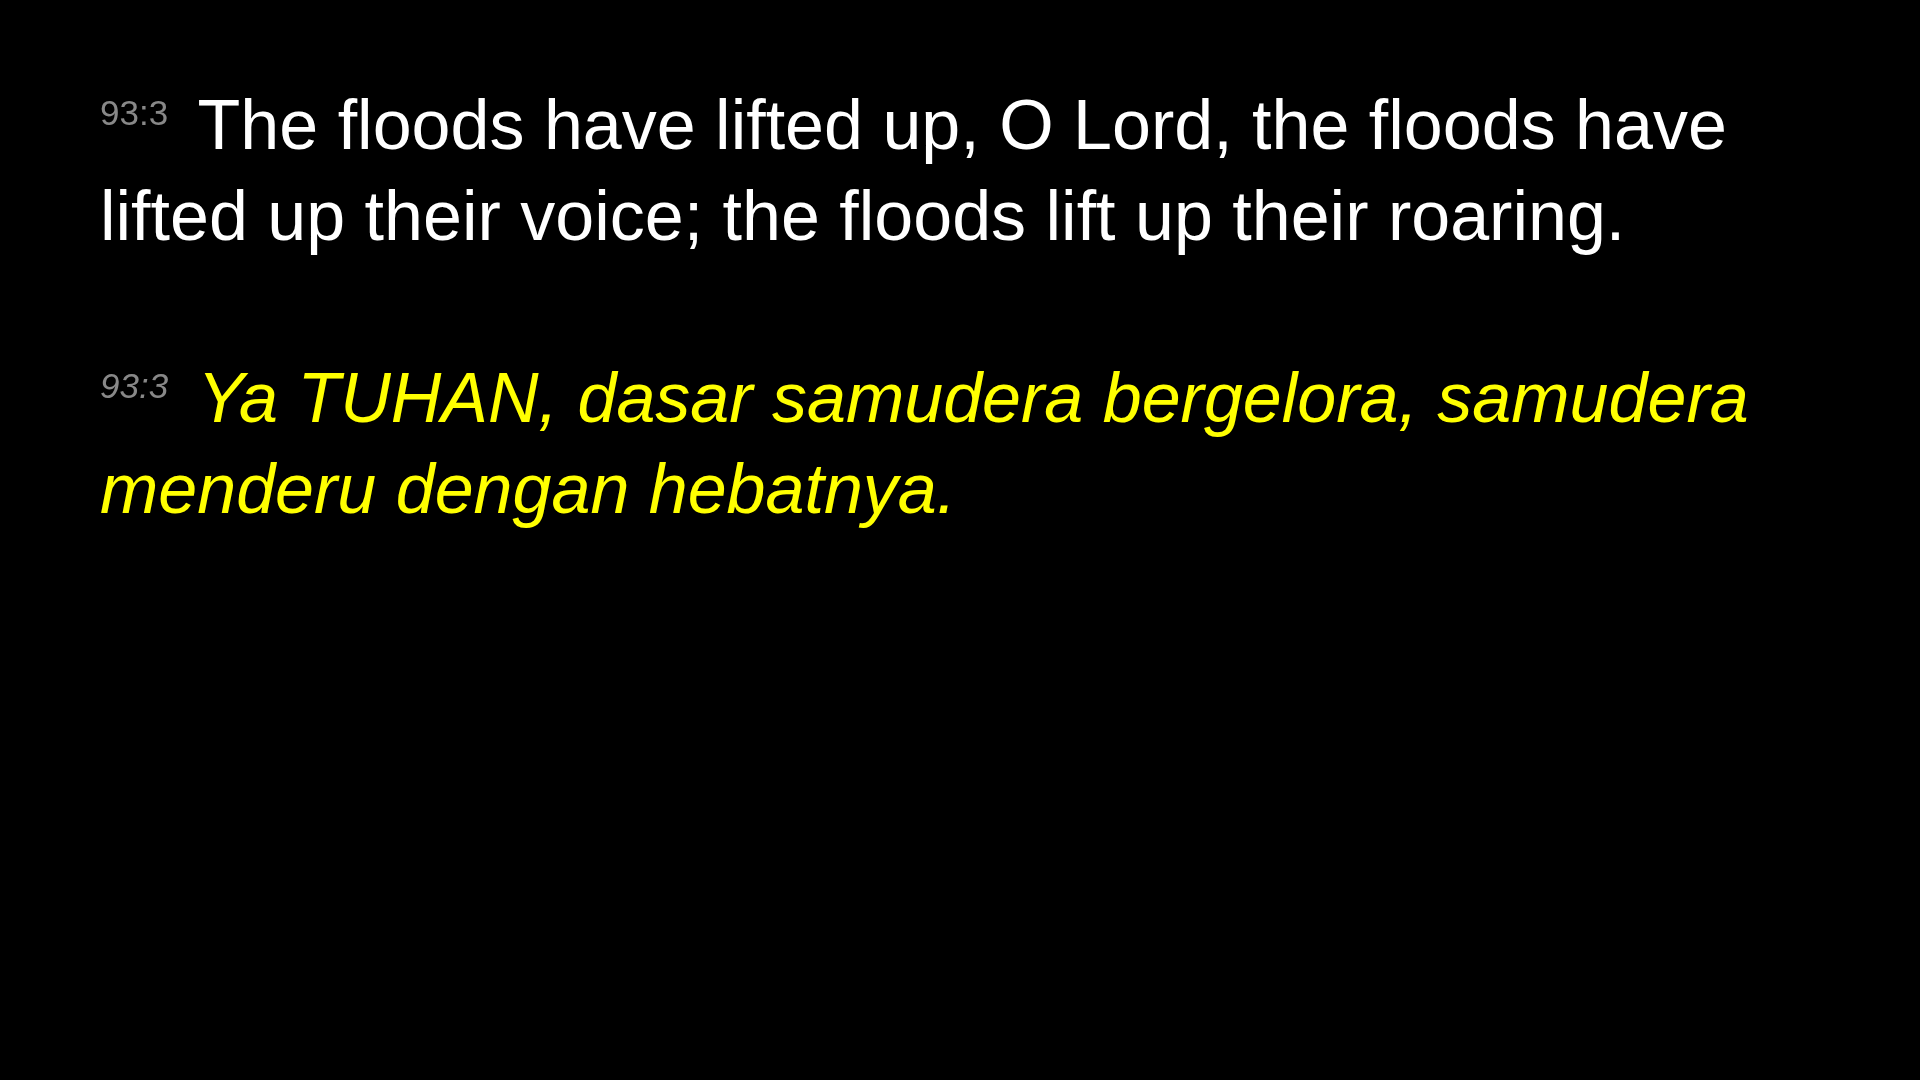 93:3 The floods have lifted up, O Lord, the floods have
lifted up their voice; the floods lift up their roaring.
93:3 Ya TUHAN, dasar samudera bergelora, samudera
menderu dengan hebatnya.